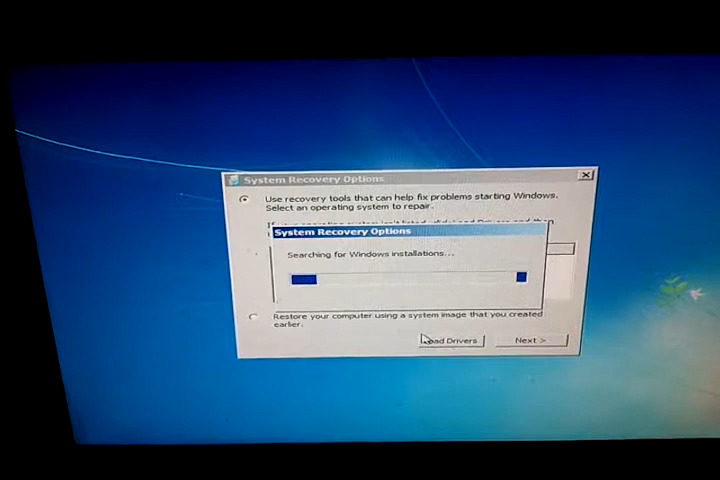 System Recovery Options
Use recovery tools that can help fix problems starting Windows.
Select an operating system to repair.
System Recovery Options
Searching for Windows installations...
Restore your computer using a system image that you created
earlier.
Load Drivers
Next >